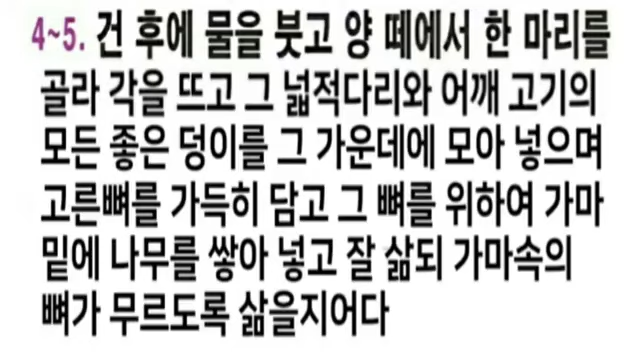 4~5. 건 후에 물을 붓고 양 떼에서 한 마리를
골라 각을 뜨고 그 넓적다리와 어깨 고기의
모든 좋은 덩이를 그 가운데에 모아 넣으며
고른뼈를 가득히 담고 그 뼈를 위하여 가마
밑에 나무를 쌓아 넣고 잘 삶되 가마속의
뼈가 무르도록 삶을지어다